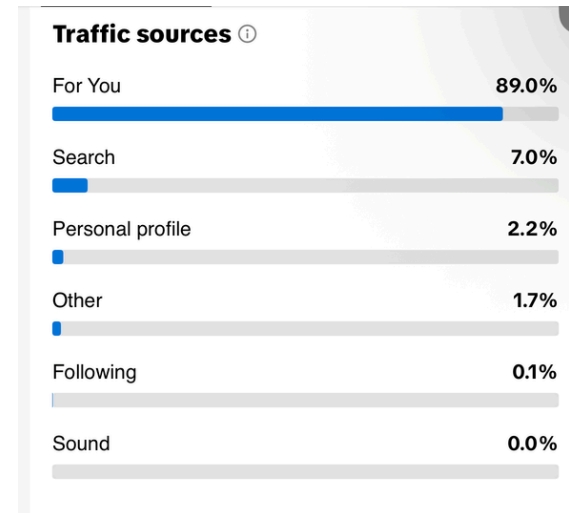 Traffic sources
For You 89.0%
Search 7.0%
Personal profile 2.2%
Other 1.7%
Following 0.1%
Sound 0.0%